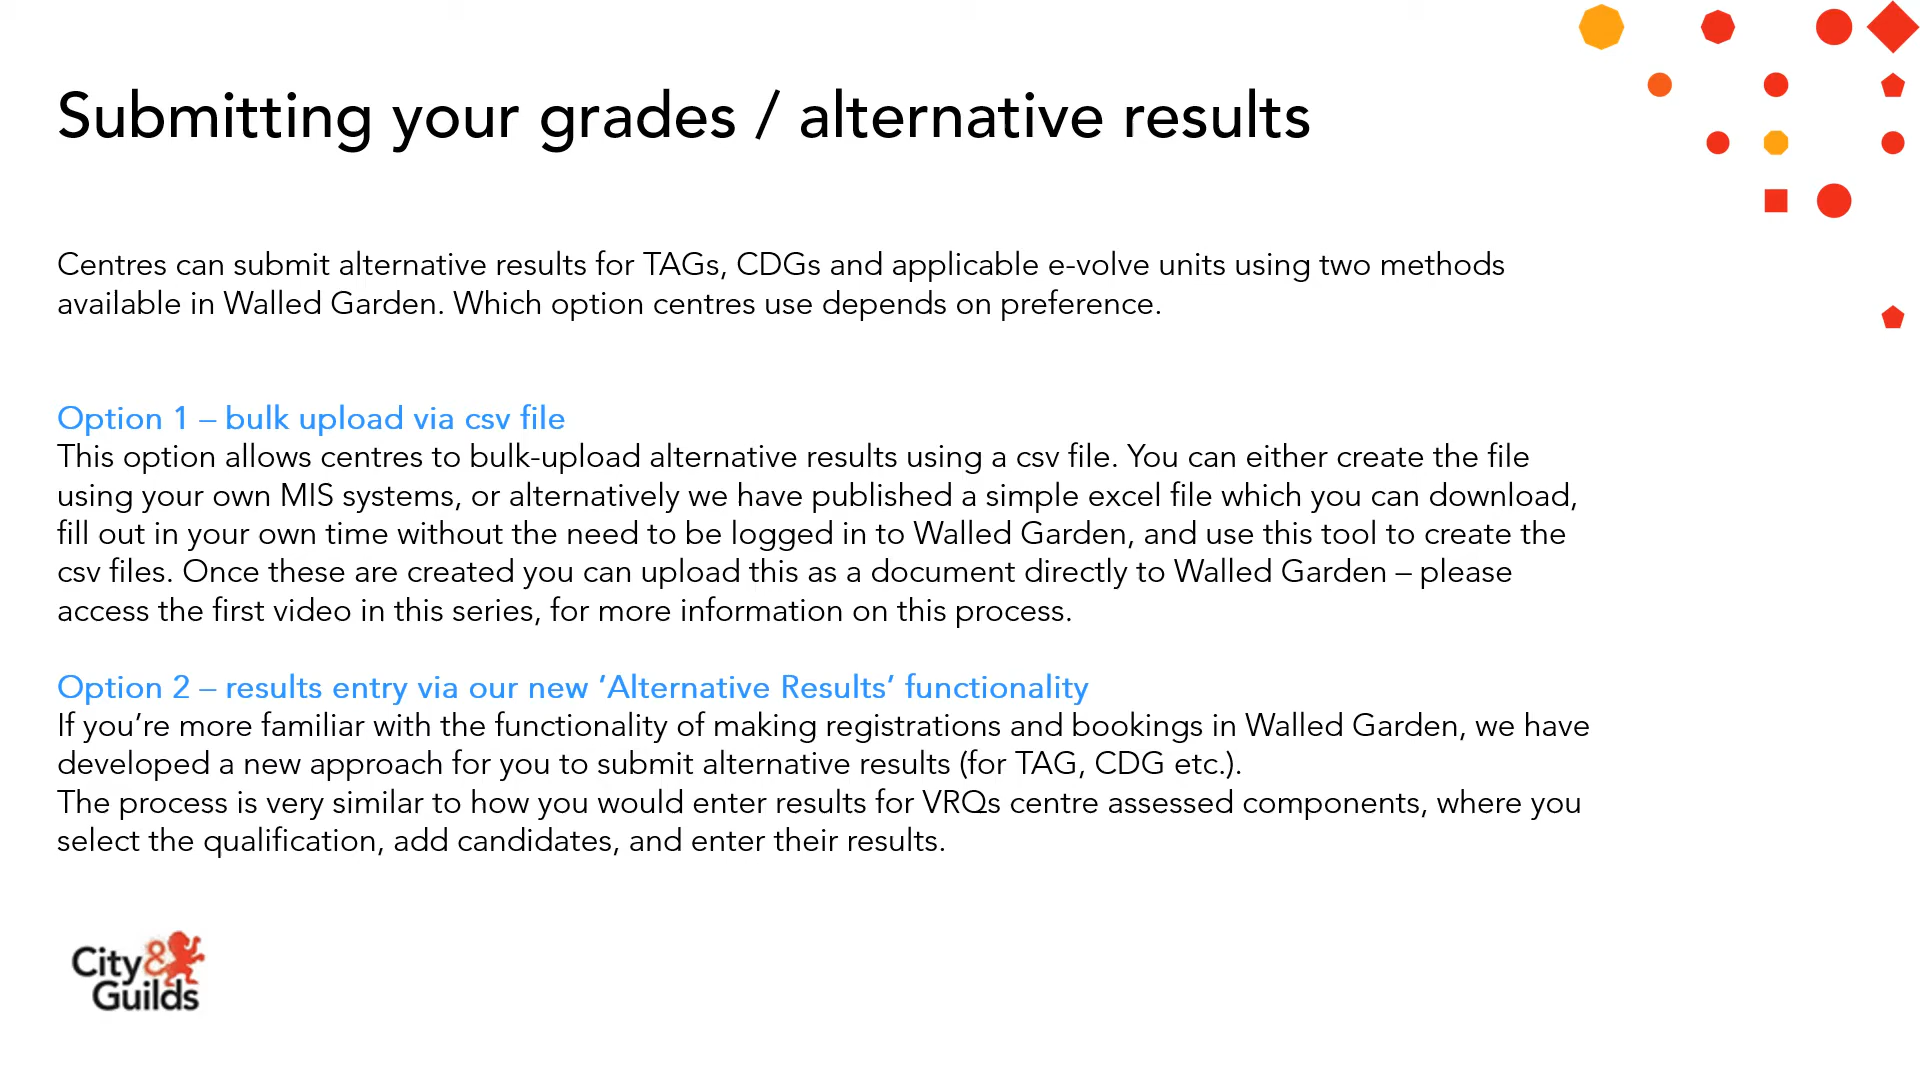 Submitting your grades / alternative results
Centres can submit alternative results for TAGs, CDGs and applicable e-volve units using two methods
available in Walled Garden. Which option centres use depends on preference.
Option 1 – bulk upload via csv file
This option allows centres to bulk-upload alternative results using a csv file. You can either create the file
using your own MIS systems, or alternatively we have published a simple excel file which you can download,
fill out in your own time without the need to be logged in to Walled Garden, and use this tool to create the
csv files. Once these are created you can upload this as a document directly to Walled Garden – please
access the first video in this series, for more information on this process.
Option 2 – results entry via our new ‘Alternative Results’ functionality
If you’re more familiar with the functionality of making registrations and bookings in Walled Garden, we have
developed a new approach for you to submit alternative results (for TAG, CDG etc.).
The process is very similar to how you would enter results for VRQs centre assessed components, where you
select the qualification, add candidates, and enter their results.
City &
Guilds